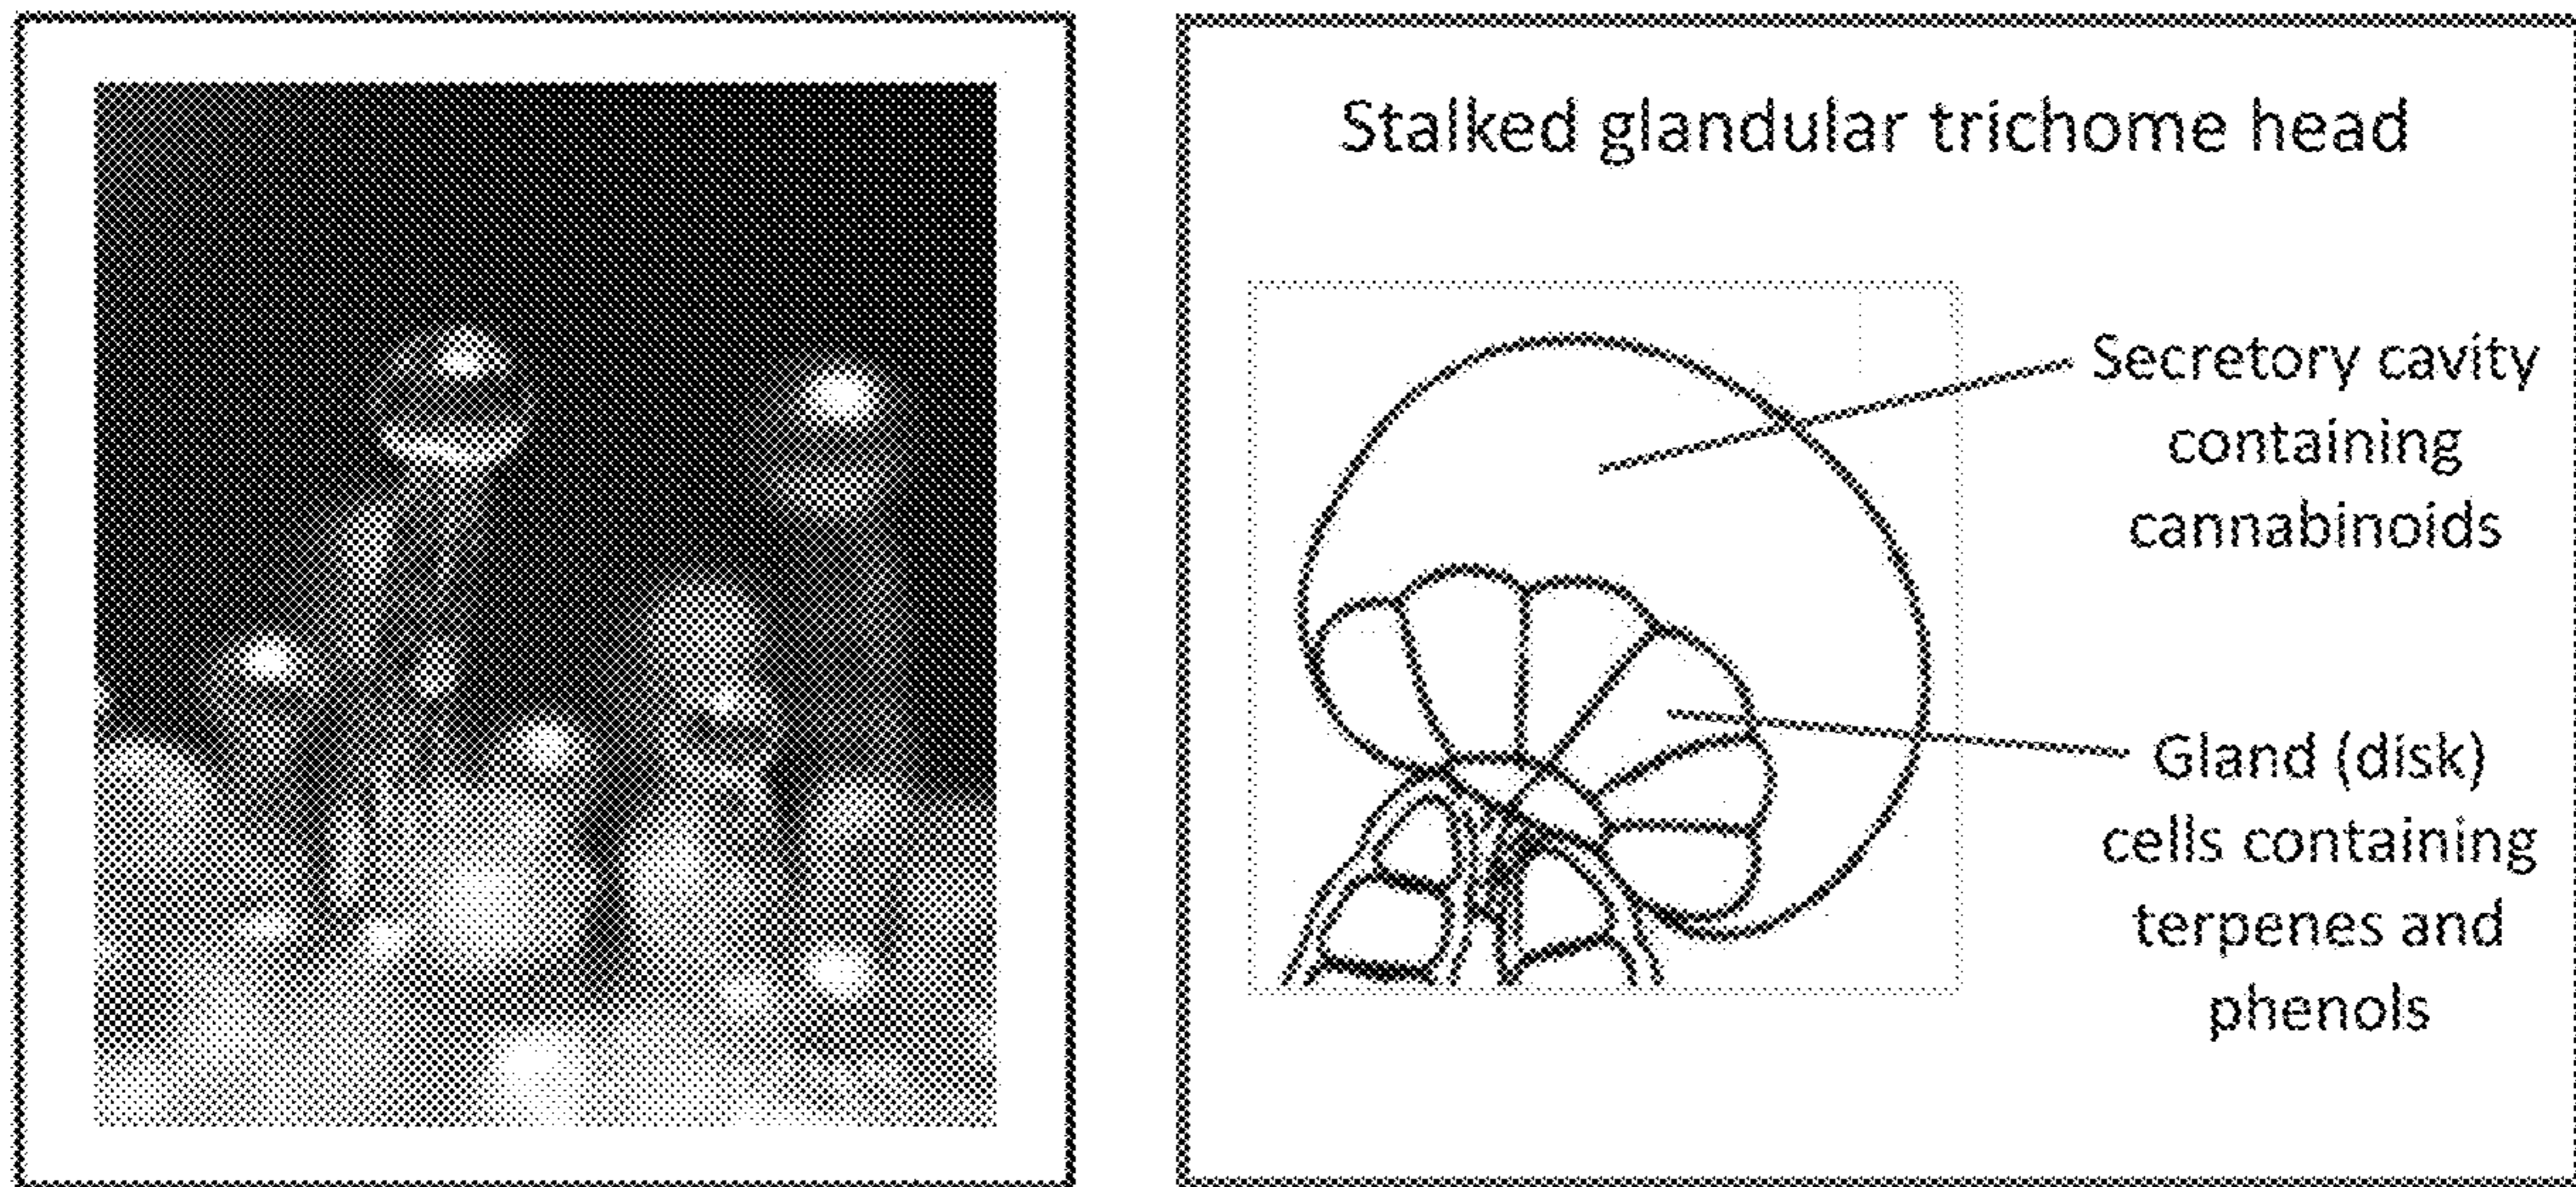 Stalked glandular trichome head
Secretory cavity
containing
cannabinoids
Gland (disk)
cells containing
terpenes and
phenols